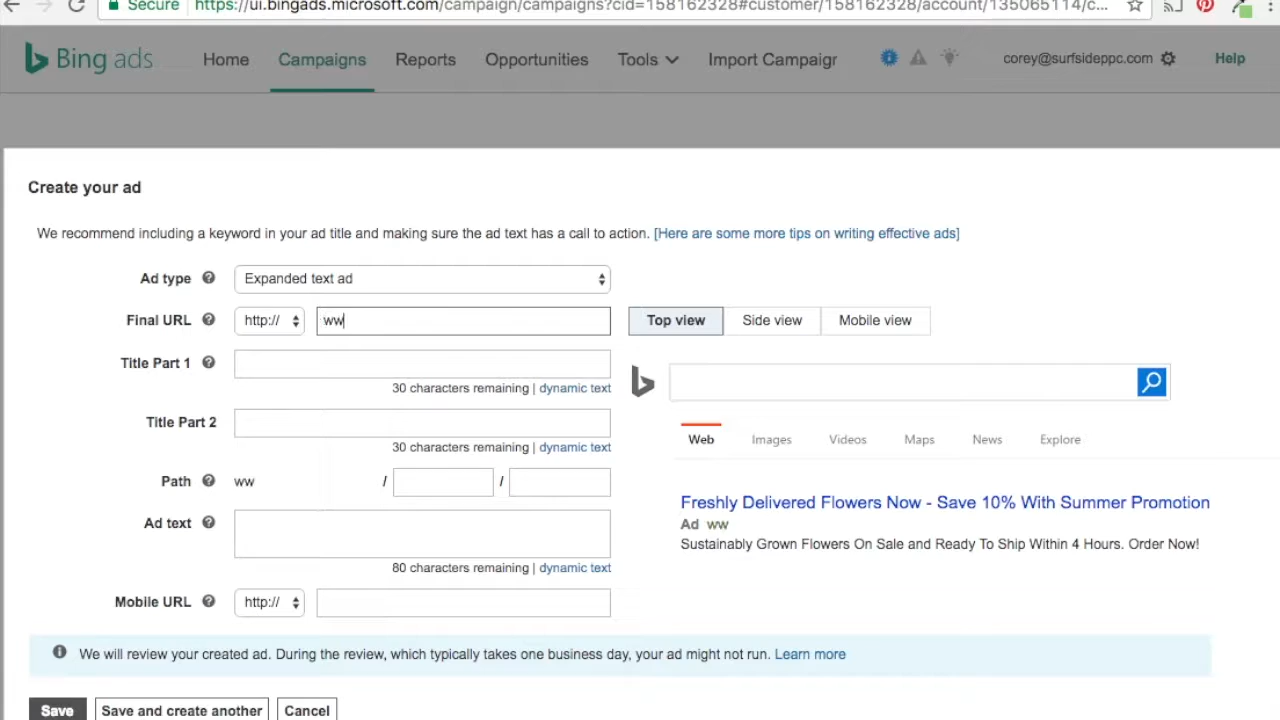 Secure https://ui.bingads.microsoft.com/campaign/campaigns?cid=158162328#customer/158162328/account/135065114/c...
Bing ads Home Campaigns Reports Opportunities Tools Import Campaigr corey@surfsideppc.com Help
Create your ad
We recommend including a keyword in your ad title and making sure the ad text has a call to action. [Here are some more tips on writing effective ads]
Ad type Expanded text ad
Final URL http:// ww Top view Side view Mobile view
Title Part 1
30 characters remaining | dynamic text
Web Images Videos Maps News Explore
Title Part 2
30 characters remaining | dynamic text
Path ww / /
Freshly Delivered Flowers Now - Save 10% With Summer Promotion
Ad ww
Ad text
Sustainably Grown Flowers On Sale and Ready To Ship Within 4 Hours. Order Now!
80 characters remaining | dynamic text
Mobile URL http://
We will review your created ad. During the review, which typically takes one business day, your ad might not run. Learn more
Save Save and create another Cancel